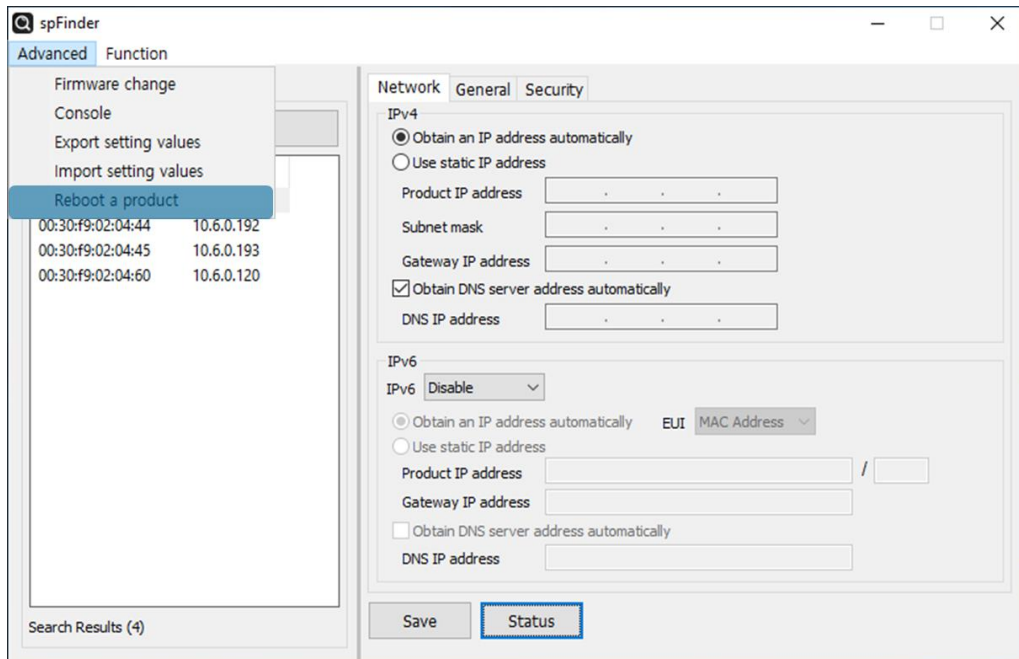 spFinder
Advanced Function
Firmware change
Console
Export setting values
Import setting values
Reboot a product
00:30:f9:02:04:44 10.6.0.192
00:30:f9:02:04:45 10.6.0.193
00:30:f9:02:04:60 10.6.0.120
Search Results (4)
Network General Security
IPv4
Obtain an IP address automatically
Use static IP address
Product IP address . . .
Subnet mask . . .
Gateway IP address . . .
Obtain DNS server address automatically
DNS IP address . . .
IPv6
IPv6 Disable
Obtain an IP address automatically EUI MAC Address
Use static IP address
Product IP address /
Gateway IP address
Obtain DNS server address automatically
DNS IP address
Save Status